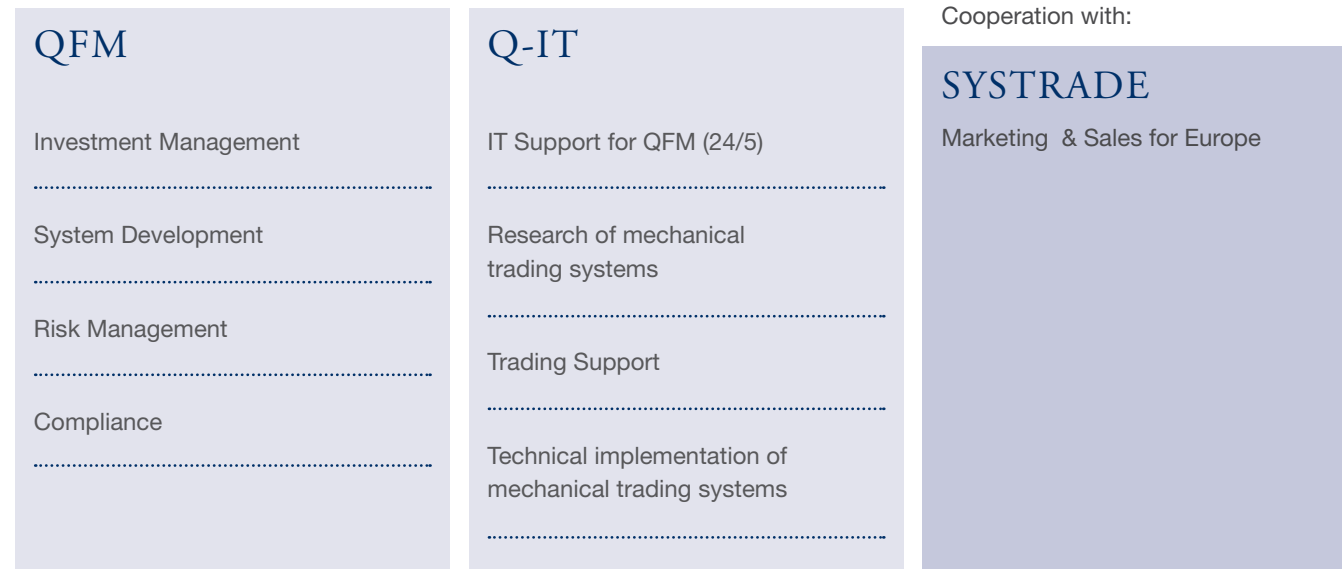 QFM
Investment Management
System Development
Risk Management
Compliance
Q-IT
IT Support for QFM (24/5)
Research of mechanical
trading systems
Trading Support
Technical implementation of
mechanical trading systems
Cooperation with:
SYSTRADE
Marketing & Sales for Europe